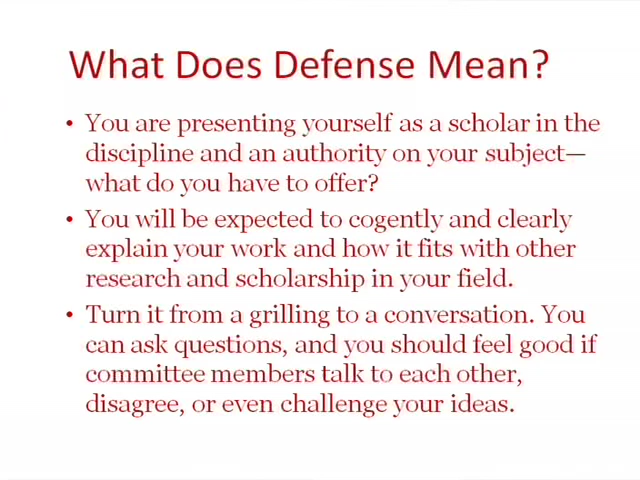 What Does Defense Mean?
• You are presenting yourself as a scholar in the
discipline and an authority on your subject—
what do you have to offer?
• You will be expected to cogently and clearly
explain your work and how it fits with other
research and scholarship in your field.
• Turn it from a grilling to a conversation. You
can ask questions, and you should feel good if
committee members talk to each other,
disagree, or even challenge your ideas.